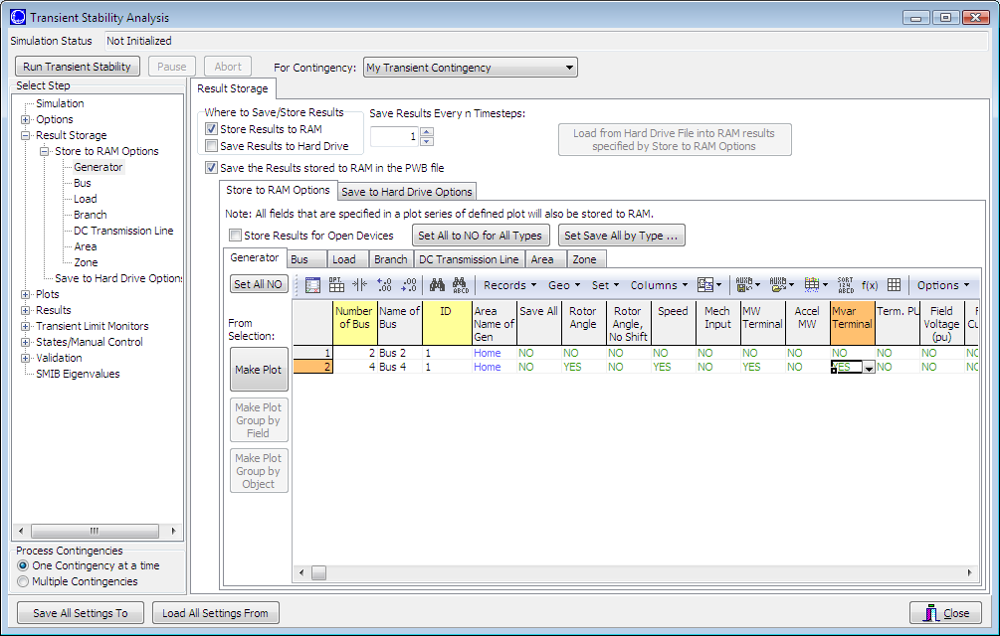 Transient Stability Analysis
Simulation Status Not Initialized
Run Transient Stability Pause Abort For Contingency: My Transient Contingency
Select Step
Simulation
Options
Result Storage
Store to RAM Options
Generator
Bus
Load
Branch
DC Transmission Line
Area
Zone
Save to Hard Drive Options
Plots
Results
Transient Limit Monitors
States/Manual Control
Validation
SMIB Eigenvalues
Process Contingencies
One Contingency at a time
Multiple Contingencies
Result Storage
Where to Save/Store Results
Store Results to RAM
Save Results to Hard Drive
Save Results Every n Timesteps:
1
Load from Hard Drive File into RAM results
specified by Store to RAM Options
Save the Results stored to RAM in the PWB file
Store to RAM Options Save to Hard Drive Options
Note: All fields that are specified in a plot series of defined plot will also be stored to RAM.
Store Results for Open Devices Set All to NO for All Types Set Save All by Type ...
Generator Bus Load Branch DC Transmission Line Area Zone
Set All NO
From
Selection:
Make Plot
Make Plot
Group by
Field
Make Plot
Group by
Object
Records Geo Set Columns f(x) Options
Number Name of ID Area Save All Rotor Rotor Speed Mech MW Accel Mvar Term. PU Field
of Bus Bus Name of Angle Angle, Input Terminal MW Terminal Voltage
Gen No Shift (pu)
1 2 Bus 2 1 Home NO NO NO NO NO NO NO NO NO NO
2 4 Bus 4 1 Home NO YES NO YES NO YES NO YES NO NO
Save All Settings To Load All Settings From Close